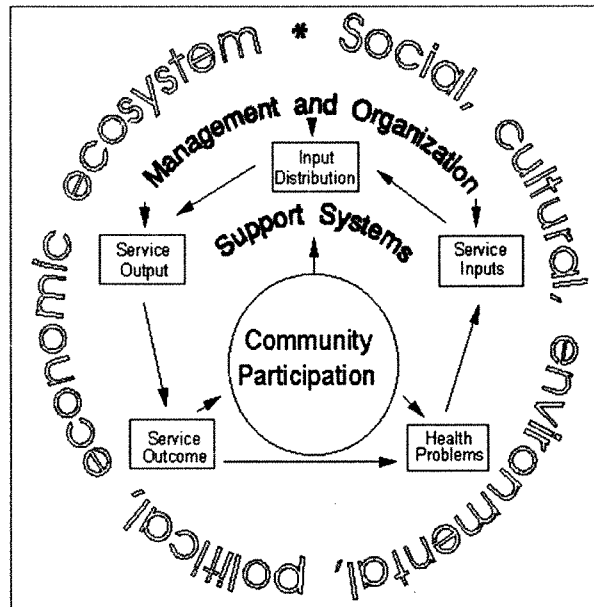 Social, cultural, environmental, political, economic ecosystem *
Management and Organization
Input
Distribution
Support Systems
Service
Output
Service
Inputs
Community
Participation
Service
Outcome
Health
Problems